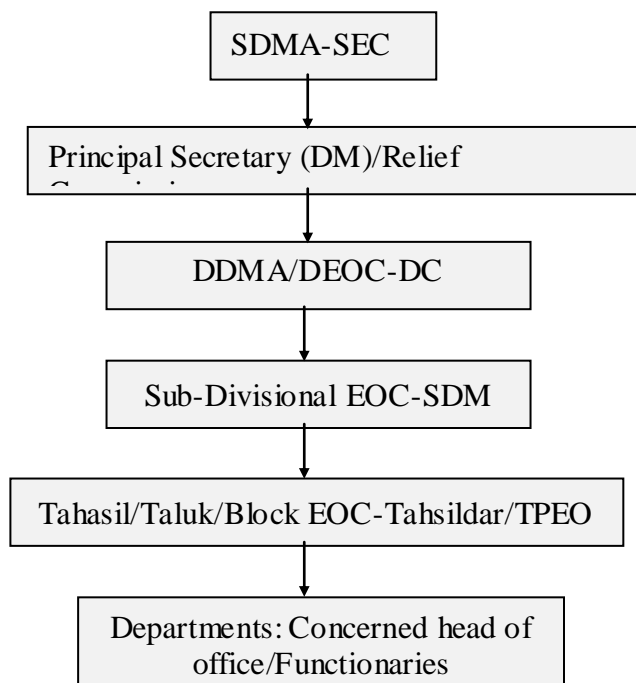 SDMA-SEC
Principal Secretary (DM)/Relief
DDMA/DEOC-DC
Sub-Divisional EOC-SDM
Tahasil/Taluk/Block EOC-Tahsildar/TPEO
Departments: Concerned head of
office/Functionaries